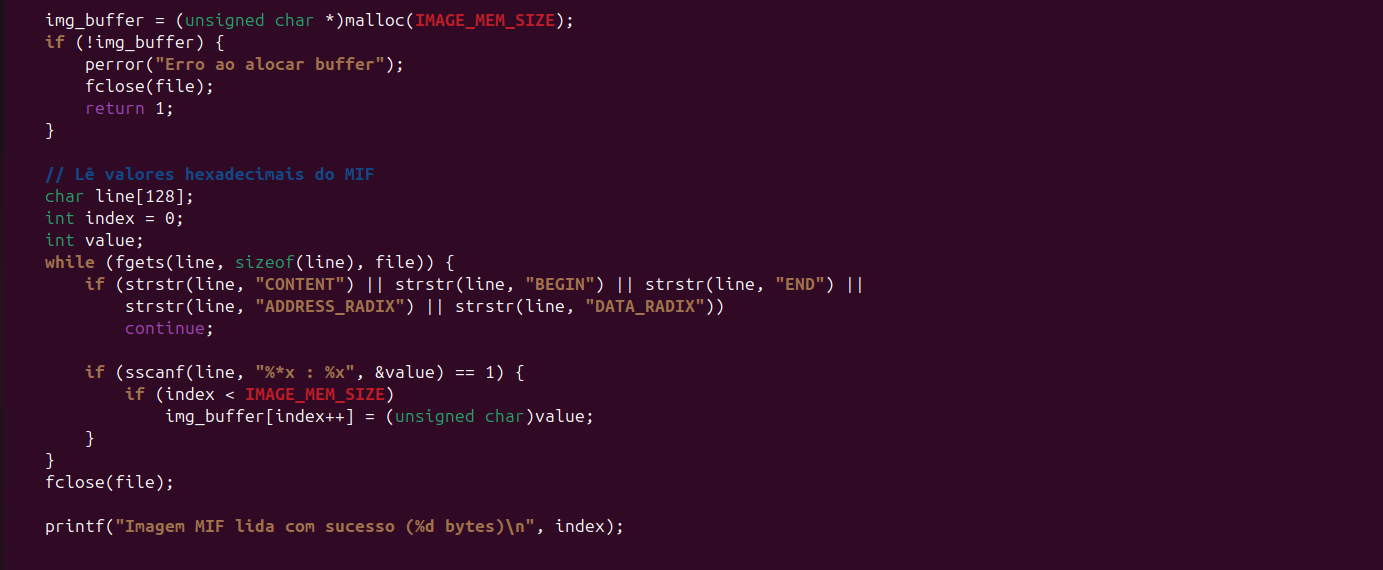 img_buffer = (unsigned char *)malloc(IMAGE_MEM_SIZE);
if (!img_buffer) {
    perror("Erro ao alocar buffer");
    fclose(file);
    return 1;
}

// Lê valores hexadecimais do MIF
char line[128];
int index = 0;
int value;
while (fgets(line, sizeof(line), file)) {
    if (strstr(line, "CONTENT") || strstr(line, "BEGIN") || strstr(line, "END") ||
        strstr(line, "ADDRESS_RADIX") || strstr(line, "DATA_RADIX"))
        continue;

    if (sscanf(line, "%*x : %x", &value) == 1) {
        if (index < IMAGE_MEM_SIZE)
            img_buffer[index++] = (unsigned char)value;
    }
}
fclose(file);

printf("Imagem MIF lida com sucesso (%d bytes)\n", index);